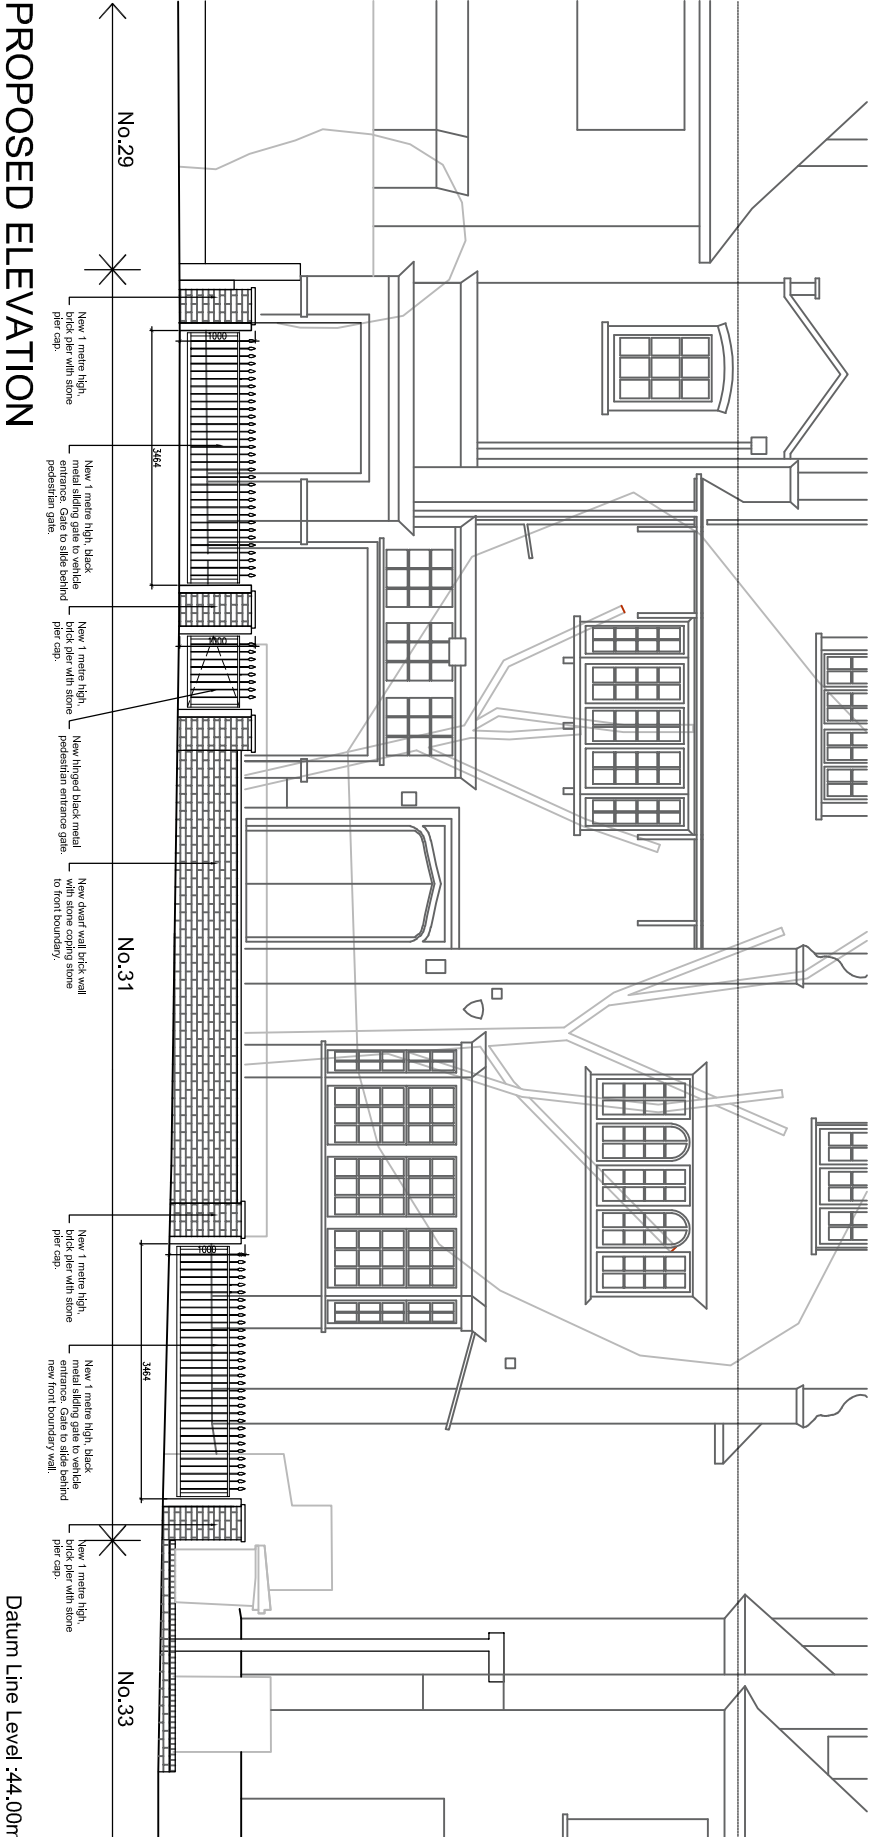 No.29
No.31
No.33
1000
1000
1000
3464
3464
New 1 metre high,
brick pier with stone
pier cap.
New 1 metre high, black
metal sliding gate to vehicle
entrance. Gate to slide behind
pedestrian gate.
New 1 metre high,
brick pier with stone
pier cap.
New hinged black metal
pedestrian entrance gate.
New dwarf wall brick wall
with stone coping stone
to front boundary.
New 1 metre high,
brick pier with stone
pier cap.
New 1 metre high, black
metal sliding gate to vehicle
entrance. Gate to slide behind
new front boundary wall.
New 1 metre high,
brick pier with stone
pier cap.
PROPOSED ELEVATION
Datum Line Level :44.00m